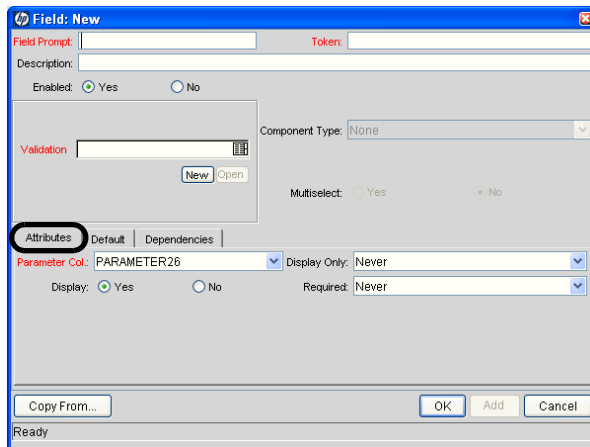 hp Field: New
Field Prompt: Token:
Description:
Enabled: Yes No
Component Type: None
Validation
New Open
Multiselect: Yes No
Attributes Default Dependencies
Parameter Col.: PARAMETER26 Display Only: Never
Display: Yes No Required: Never
Copy From... OK Add Cancel
Ready